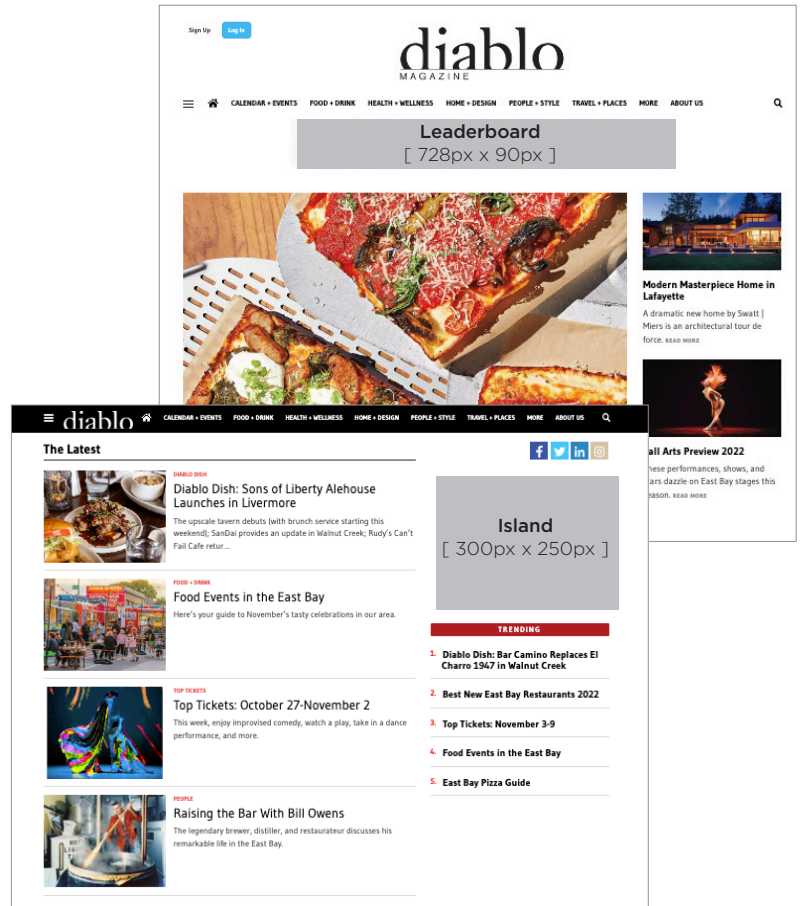 Sign Up
Log In
diablo
MAGAZINE
CALENDAR + EVENTS FOOD + DRINK HEALTH + WELLNESS HOME + DESIGN PEOPLE + STYLE TRAVEL + PLACES MORE ABOUT US
Leaderboard
[ 728px x 90px ]
Modern Masterpiece Home in
Lafayette
A dramatic new home by Swatt |
Miers is an architectural tour de
force. READ MORE
all Arts Preview 2022
hese performances, shows, and
ars dazzle on East Bay stages this
eason. READ MORE
diablo
CALENDAR + EVENTS FOOD + DRINK HEALTH + WELLNESS HOME + DESIGN PEOPLE + STYLE TRAVEL + PLACES MORE ABOUT US
The Latest
DIABLO DISH
Diablo Dish: Sons of Liberty Alehouse
Launches in Livermore
The upscale tavern debuts (with brunch service starting this
weekend); SanDai provides an update in Walnut Creek; Rudy's Can't
Fail Cafe retur...
FOOD + DRINK
Food Events in the East Bay
Here's your guide to November's tasty celebrations in our area.
TOP TICKETS
Top Tickets: October 27-November 2
This week, enjoy improvised comedy, watch a play, take in a dance
performance, and more.
PEOPLE
Raising the Bar With Bill Owens
The legendary brewer, distiller, and restaurateur discusses his
remarkable life in the East Bay.
Island
[ 300px x 250px ]
TRENDING
1. Diablo Dish: Bar Camino Replaces El
Charro 1947 in Walnut Creek
2. Best New East Bay Restaurants 2022
3. Top Tickets: November 3-9
4. Food Events in the East Bay
5. East Bay Pizza Guide